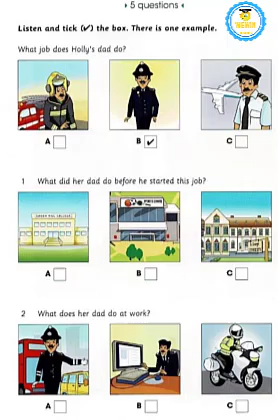 5 questions
Listen and tick (✔) the box. There is one example.
What job does Holly's dad do?
A
B ✔
C
1 What did her dad do before he started this job?
A
B
C
2 What does her dad do at work?
A
B
C